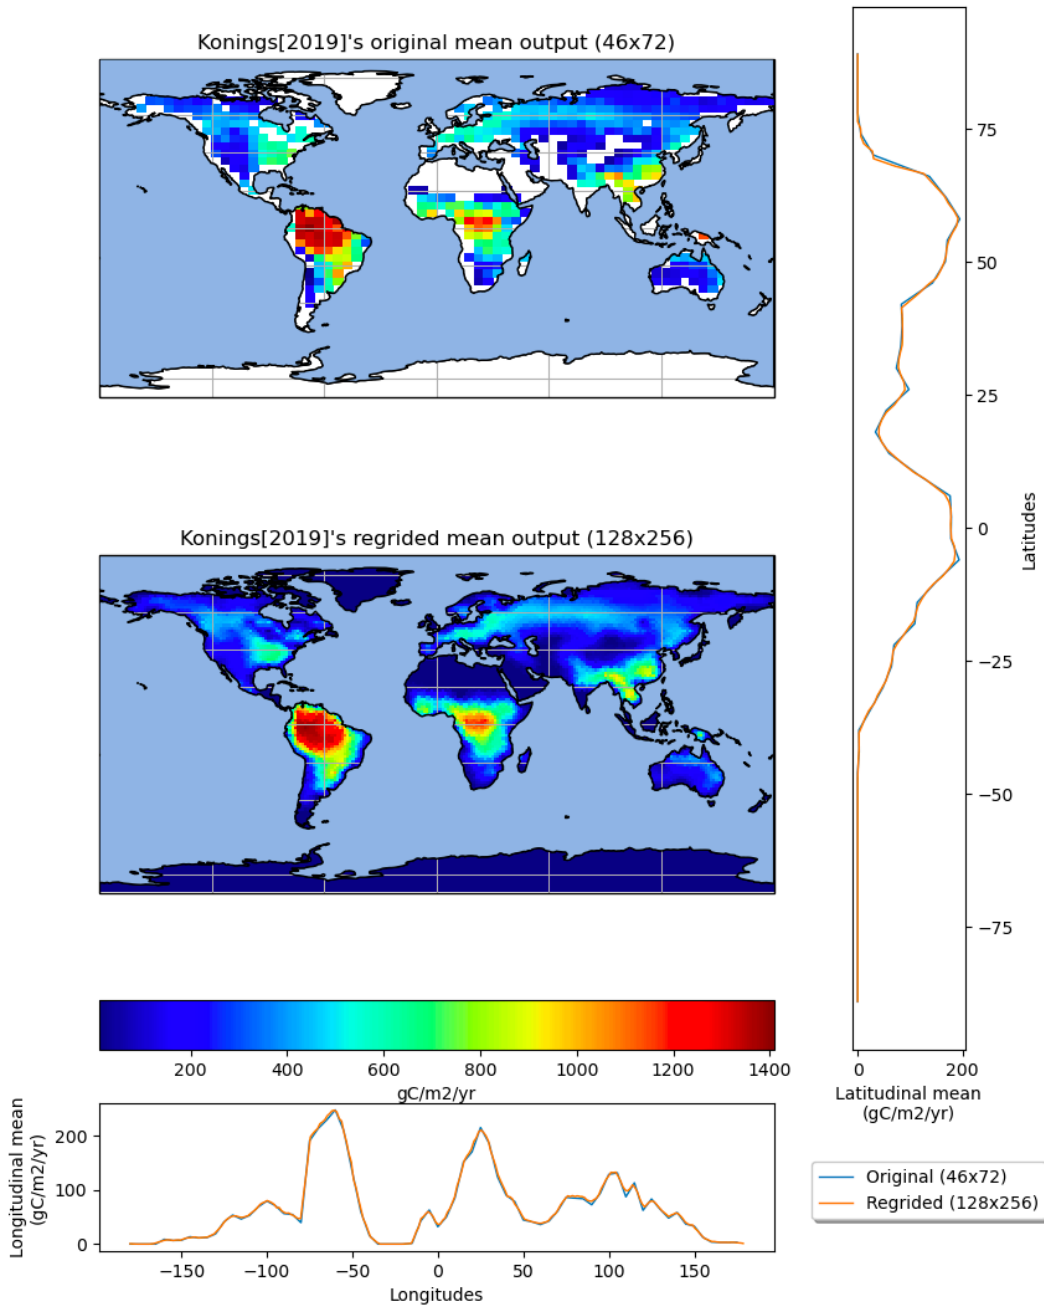 Konings[2019]'s original mean output (46x72)
75
50
25
0
−25
−50
−75
Latitudes
0 200
Latitudinal mean
(gC/m2/yr)
Konings[2019]'s regrided mean output (128x256)
200 400 600 800 1000 1200 1400
gC/m2/yr
Longitudinal mean
(gC/m2/yr)
200
100
0
−150 −100 −50 0 50 100 150
Longitudes
Original (46x72)
Regrided (128x256)